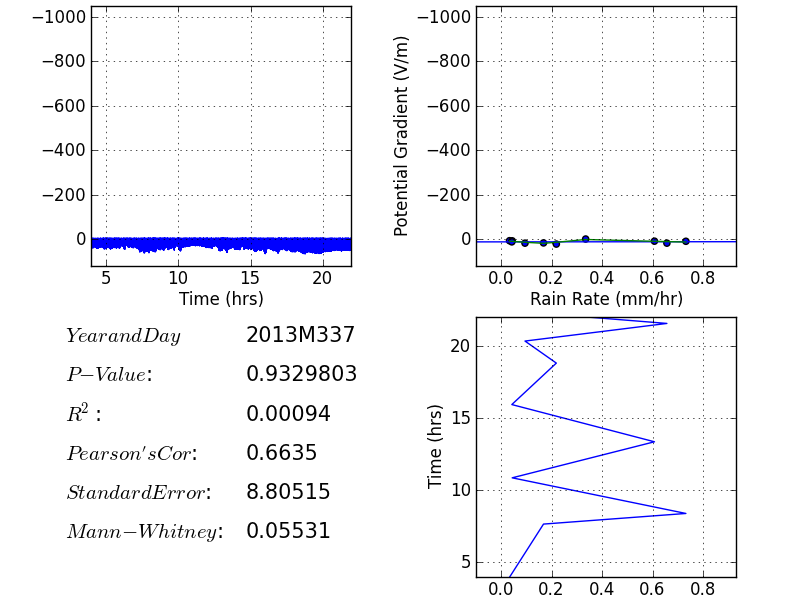 −1000
−800
−600
−400
−200
0
5 10 15 20
Time (hrs)
Potential Gradient (V/m)
−1000
−800
−600
−400
−200
0
0.0 0.2 0.4 0.6 0.8
Rain Rate (mm/hr)
YearandDay 2013M337
P−Value: 0.9329803
R²: 0.00094
Pearson'sCor: 0.6635
StandardError: 8.80515
Mann−Whitney: 0.05531
Time (hrs)
20
15
10
5
0.0 0.2 0.4 0.6 0.8